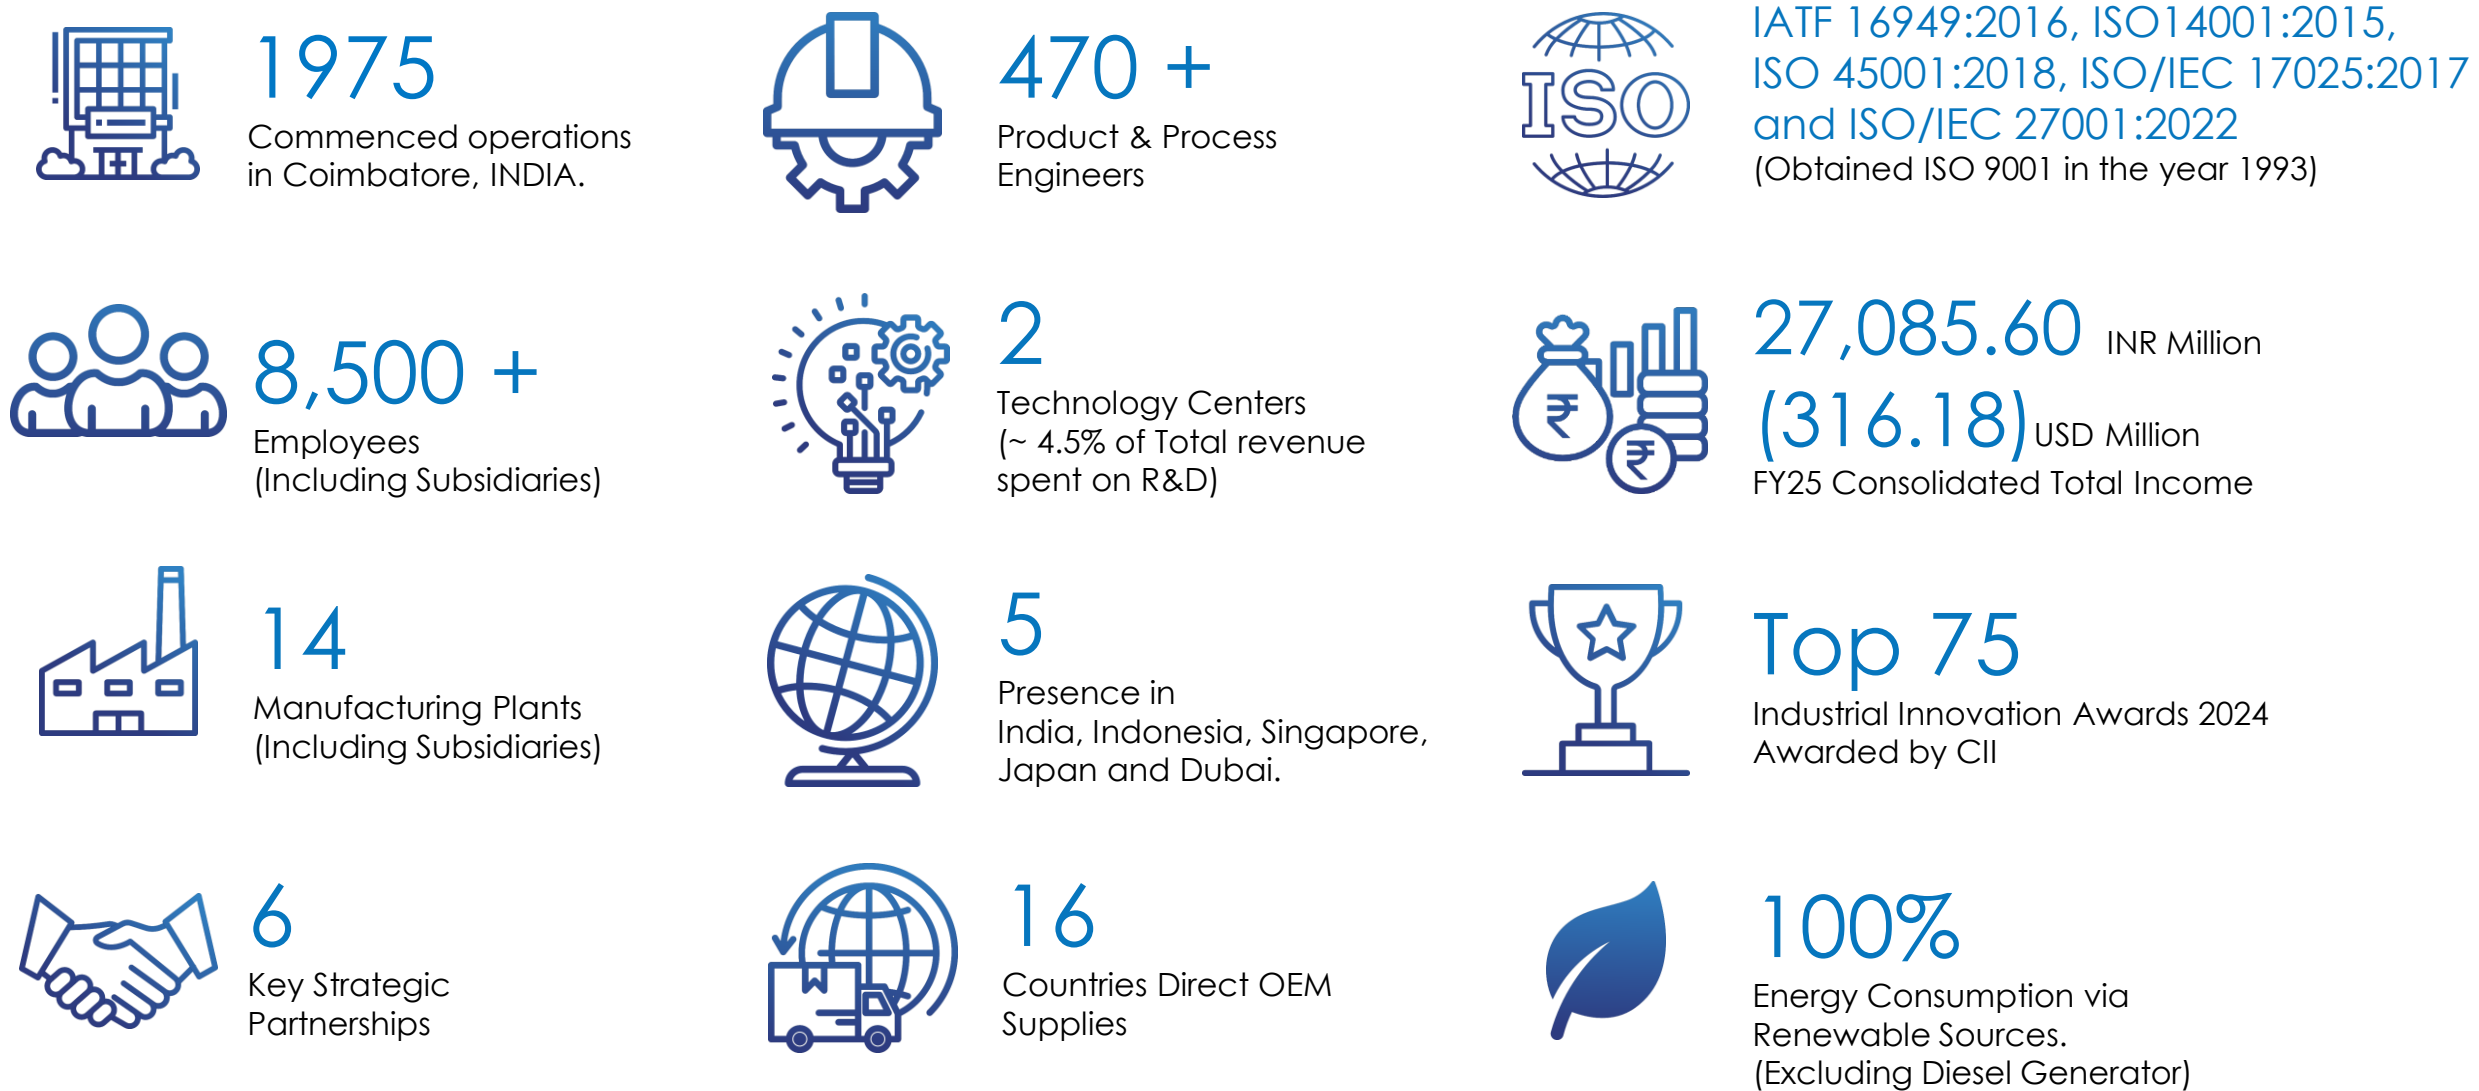 1975
Commenced operations
in Coimbatore, INDIA.
470 +
Product & Process
Engineers
ISO
IATF 16949:2016, ISO14001:2015,
ISO 45001:2018, ISO/IEC 17025:2017
and ISO/IEC 27001:2022
(Obtained ISO 9001 in the year 1993)
8,500 +
Employees
(Including Subsidiaries)
2
Technology Centers
(~ 4.5% of Total revenue
spent on R&D)
₹
₹
27,085.60 INR Million
(316.18) USD Million
FY25 Consolidated Total Income
14
Manufacturing Plants
(Including Subsidiaries)
5
Presence in
India, Indonesia, Singapore,
Japan and Dubai.
Top 75
Industrial Innovation Awards 2024
Awarded by CII
6
Key Strategic
Partnerships
16
Countries Direct OEM
Supplies
100%
Energy Consumption via
Renewable Sources.
(Excluding Diesel Generator)